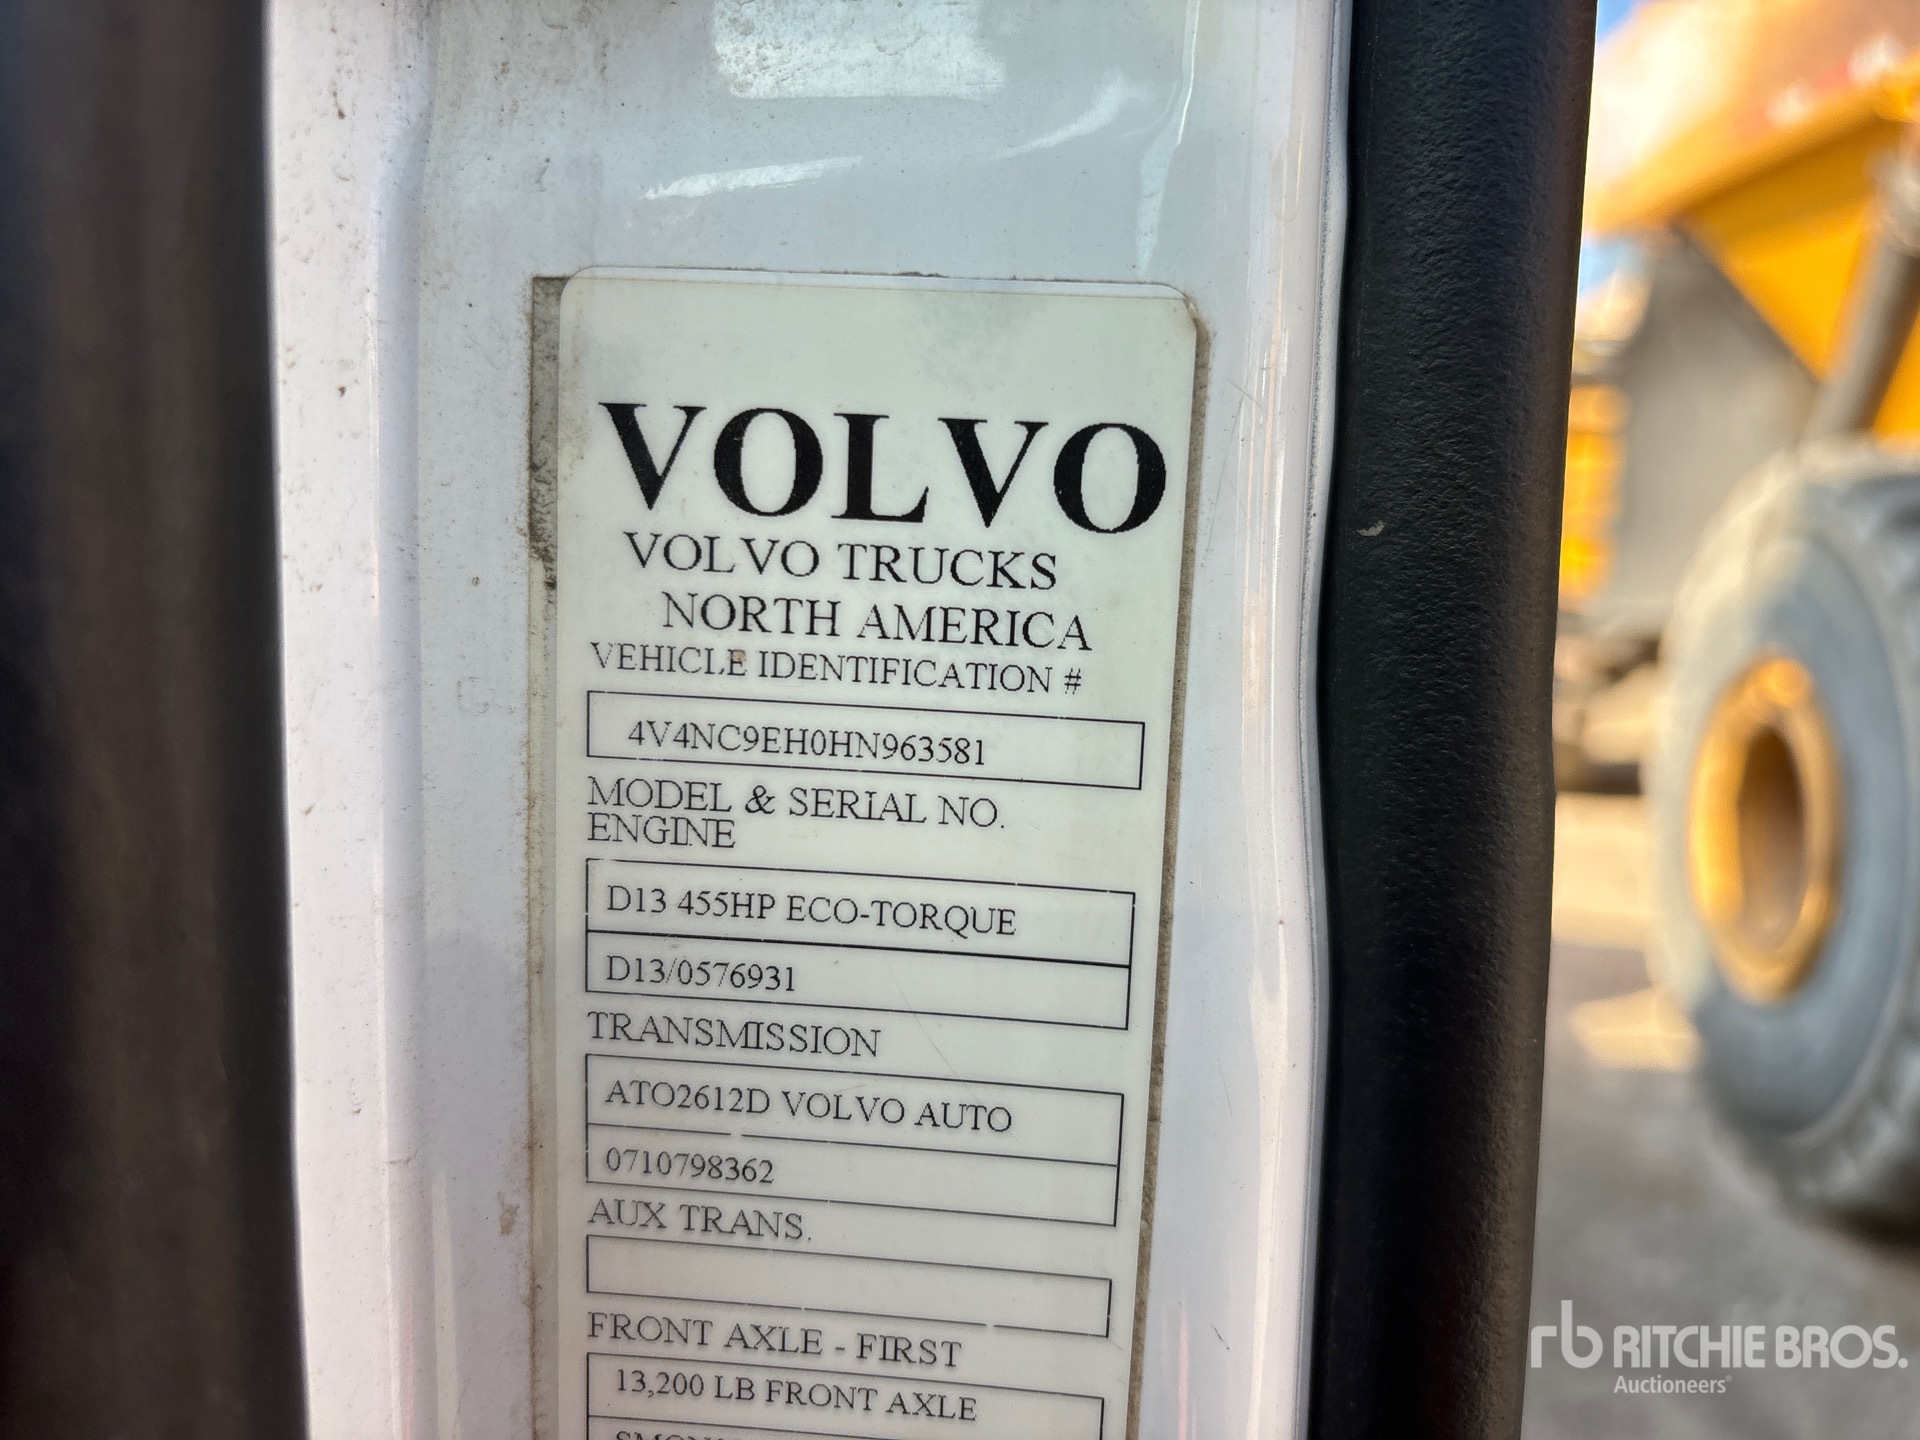 VOLVO
VOLVO TRUCKS
NORTH AMERICA
VEHICLE IDENTIFICATION #
4V4NC9EH0HN963581
MODEL & SERIAL NO.
ENGINE
D13 455HP ECO-TORQUE
D13/0576931
TRANSMISSION
ATO2612D VOLVO AUTO
0710798362
AUX TRANS.
FRONT AXLE - FIRST
13,200 LB FRONT AXLE
rb RITCHIE BROS.
Auctioneers